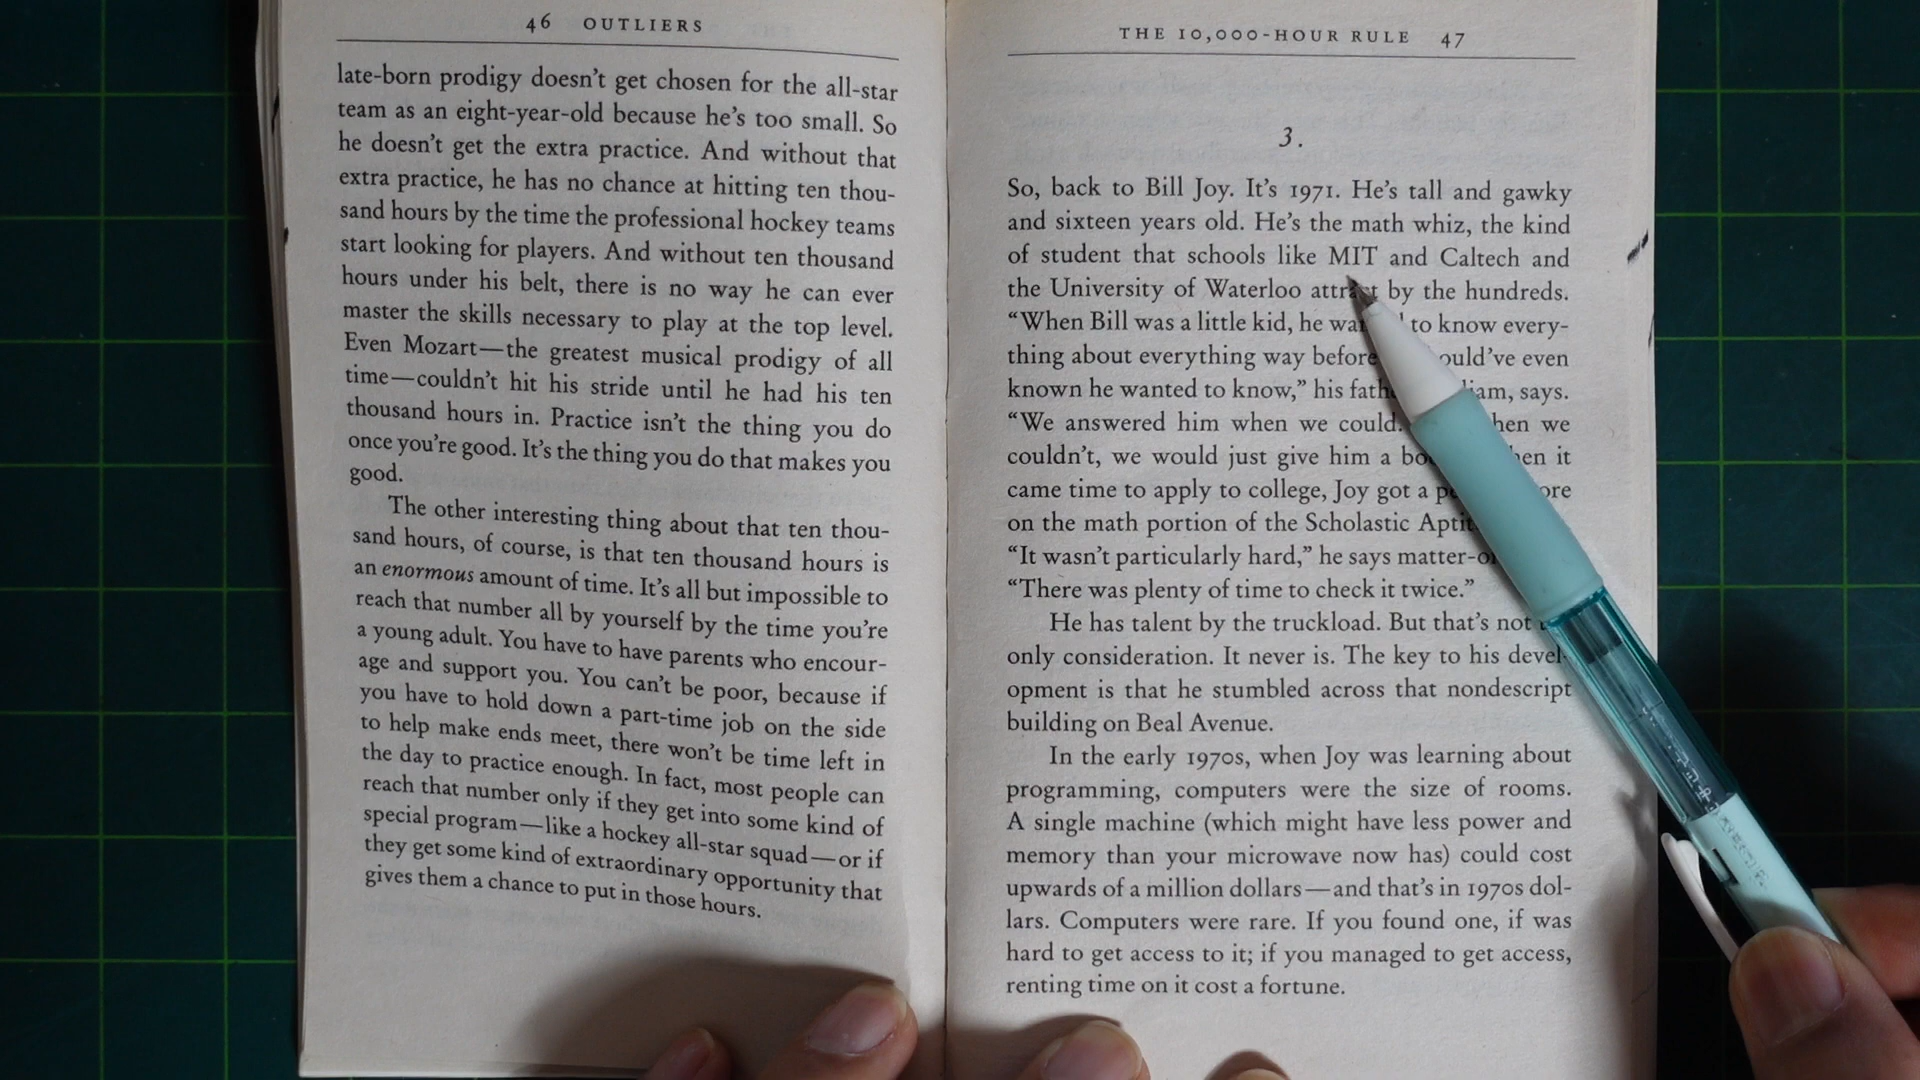 46 OUTLIERS
late-born prodigy doesn't get chosen for the all-star
team as an eight-year-old because he's too small. So
he doesn't get the extra practice. And without that
extra practice, he has no chance at hitting ten thou-
sand hours by the time the professional hockey teams
start looking for players. And without ten thousand
hours under his belt, there is no way he can ever
master the skills necessary to play at the top level.
Even Mozart—the greatest musical prodigy of all
time—couldn't hit his stride until he had his ten
thousand hours in. Practice isn't the thing you do
once you're good. It's the thing you do that makes you
good.
The other interesting thing about that ten thou-
sand hours, of course, is that ten thousand hours is
an enormous amount of time. It's all but impossible to
reach that number all by yourself by the time you're
a young adult. You have to have parents who encour-
age and support you. You can't be poor, because if
you have to hold down a part-time job on the side
to help make ends meet, there won't be time left in
the day to practice enough. In fact, most people can
reach that number only if they get into some kind of
special program—like a hockey all-star squad—or if
they get some kind of extraordinary opportunity that
gives them a chance to put in those hours.
THE 10,000-HOUR RULE 47
3.
So, back to Bill Joy. It's 1971. He's tall and gawky
and sixteen years old. He's the math whiz, the kind
of student that schools like MIT and Caltech and
the University of Waterloo attract by the hundreds.
“When Bill was a little kid, he to know every-
thing about everything way before even
known he wanted to know,” his says.
“We answered him when we could. we
couldn't, we would just give him a it
came time to apply to college, Joy got a
on the math portion of the Scholastic
“It wasn't particularly hard,” he says
“There was plenty of time to check it twice.”
He has talent by the truckload. But that's not
only consideration. It never is. The key to his devel-
opment is that he stumbled across that nondescript
building on Beal Avenue.
In the early 1970s, when Joy was learning about
programming, computers were the size of rooms.
A single machine (which might have less power and
memory than your microwave now has) could cost
upwards of a million dollars—and that's in 1970s dol-
lars. Computers were rare. If you found one, if was
hard to get access to it; if you managed to get access,
renting time on it cost a fortune.